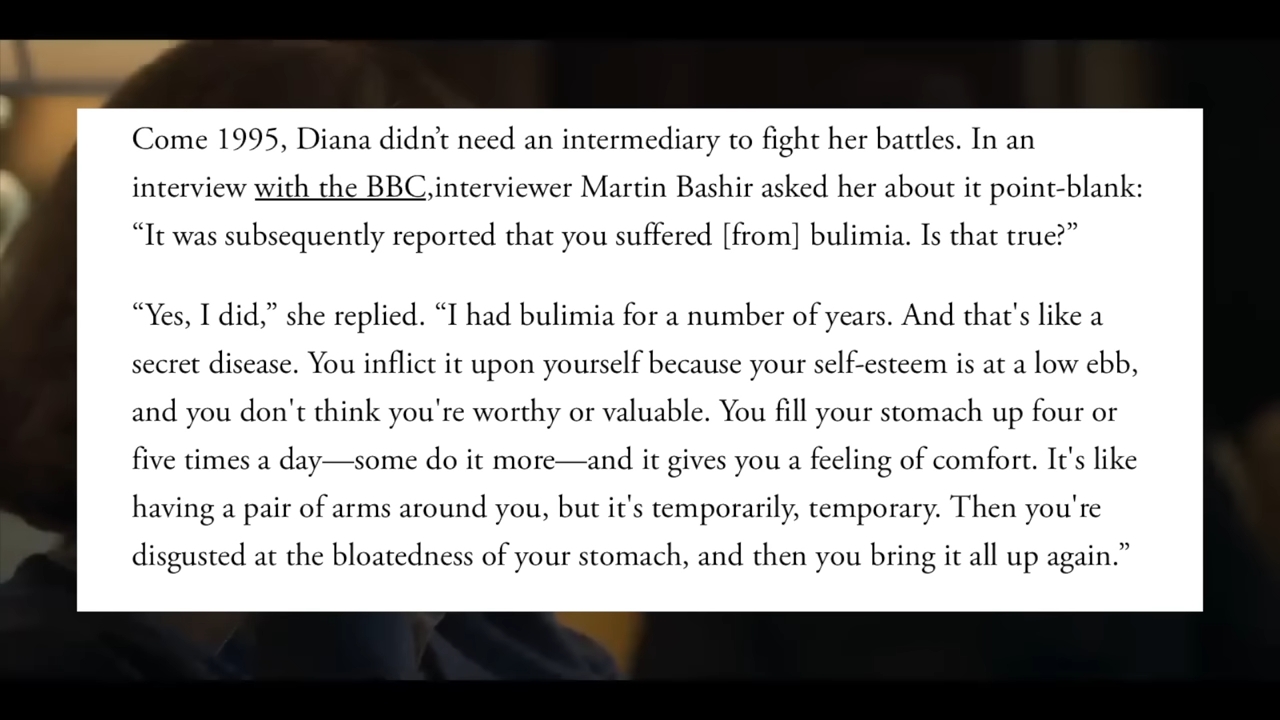 Come 1995, Diana didn’t need an intermediary to fight her battles. In an
interview with the BBC,interviewer Martin Bashir asked her about it point-blank:
“It was subsequently reported that you suffered [from] bulimia. Is that true?”
“Yes, I did,” she replied. “I had bulimia for a number of years. And that's like a
secret disease. You inflict it upon yourself because your self-esteem is at a low ebb,
and you don't think you're worthy or valuable. You fill your stomach up four or
five times a day—some do it more—and it gives you a feeling of comfort. It's like
having a pair of arms around you, but it's temporarily, temporary. Then you're
disgusted at the bloatedness of your stomach, and then you bring it all up again.”